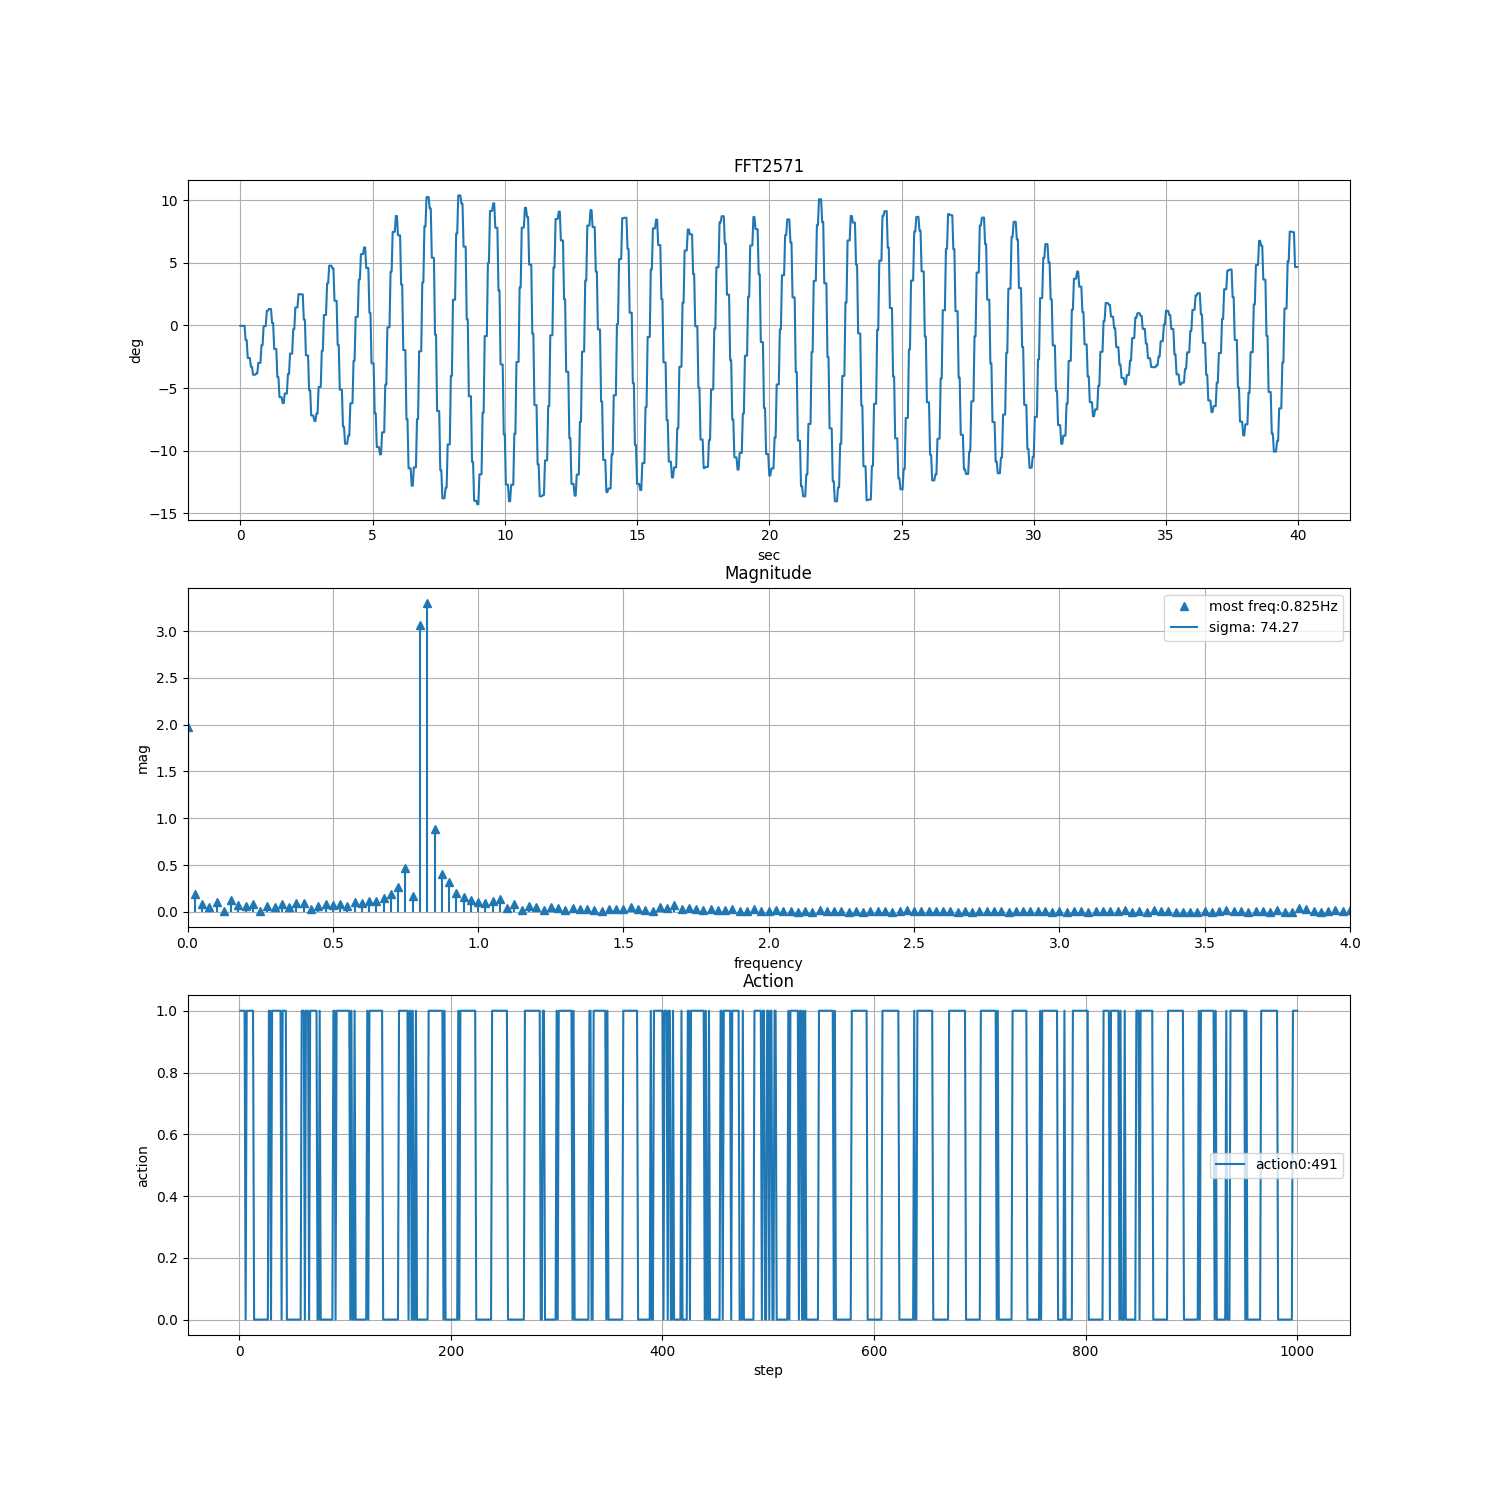 FFT2571
10
5
0
−5
−10
−15
deg
0 5 10 15 20 25 30 35 40
sec
Magnitude
most freq:0.825Hz
sigma: 74.27
3.0
2.5
2.0
1.5
1.0
0.5
0.0
mag
0.0 0.5 1.0 1.5 2.0 2.5 3.0 3.5 4.0
frequency
Action
1.0
0.8
0.6
0.4
0.2
0.0
action
action0:491
0 200 400 600 800 1000
step